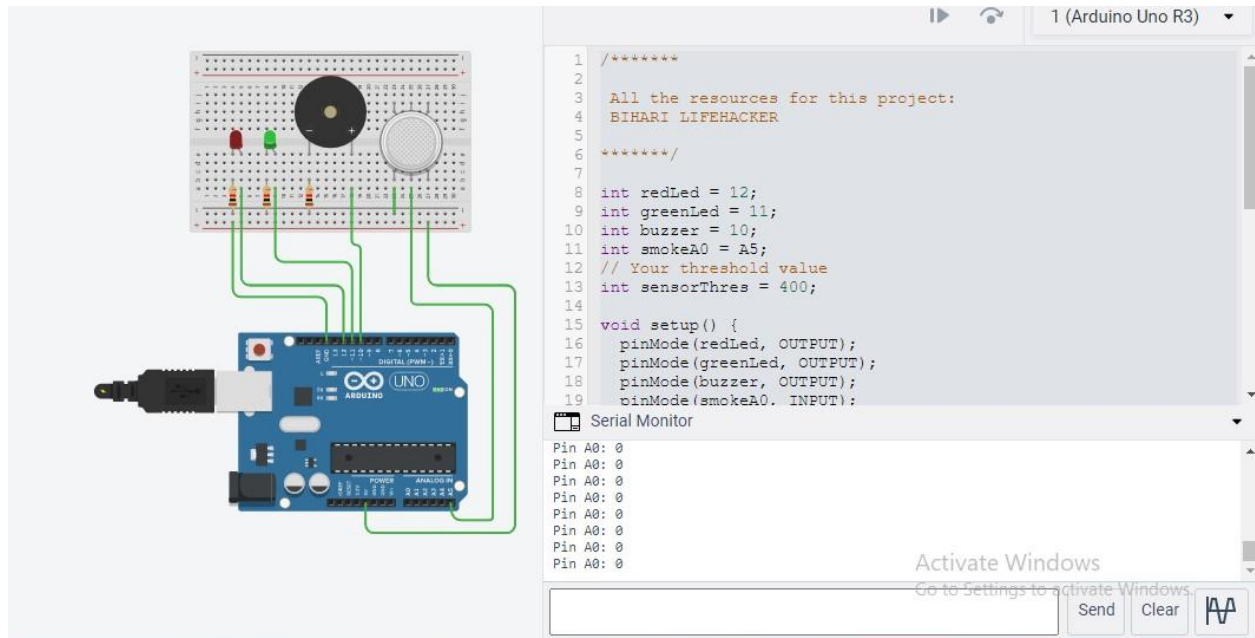 1 (Arduino Uno R3)
1 /*******
2
3 All the resources for this project:
4 BIHARI LIFEHACKER
5
6 *******/
7
8 int redLed = 12;
9 int greenLed = 11;
10 int buzzer = 10;
11 int smokeA0 = A5;
12 // Your threshold value
13 int sensorThres = 400;
14
15 void setup() {
16 pinMode(redLed, OUTPUT);
17 pinMode(greenLed, OUTPUT);
18 pinMode(buzzer, OUTPUT);
19 pinMode(smokeA0, INPUT);
DIGITAL (PWM~)
UNO
ARDUINO
POWER
ANALOG IN
Serial Monitor
Pin A0: 0
Pin A0: 0
Pin A0: 0
Pin A0: 0
Pin A0: 0
Pin A0: 0
Pin A0: 0
Pin A0: 0
Activate Windows
Go to Settings to activate Windows.
Send
Clear